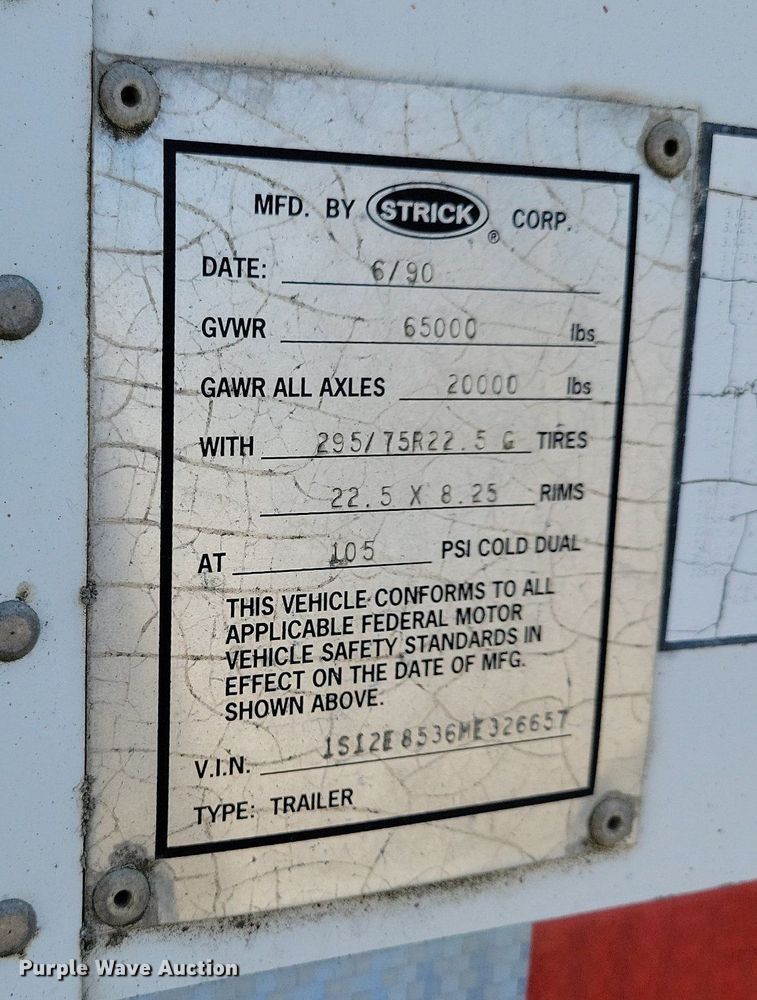 MFD. BY STRICK® CORP.
DATE: 6/90
GVWR 65000 lbs
GAWR ALL AXLES 20000 lbs
WITH 295/75R22.5 G TIRES
22.5 X 8.25 RIMS
AT 105 PSI COLD DUAL
THIS VEHICLE CONFORMS TO ALL
APPLICABLE FEDERAL MOTOR
VEHICLE SAFETY STANDARDS IN
EFFECT ON THE DATE OF MFG.
SHOWN ABOVE.
V.I.N. 1S12E8536ME326657
TYPE: TRAILER
Purple Wave Auction